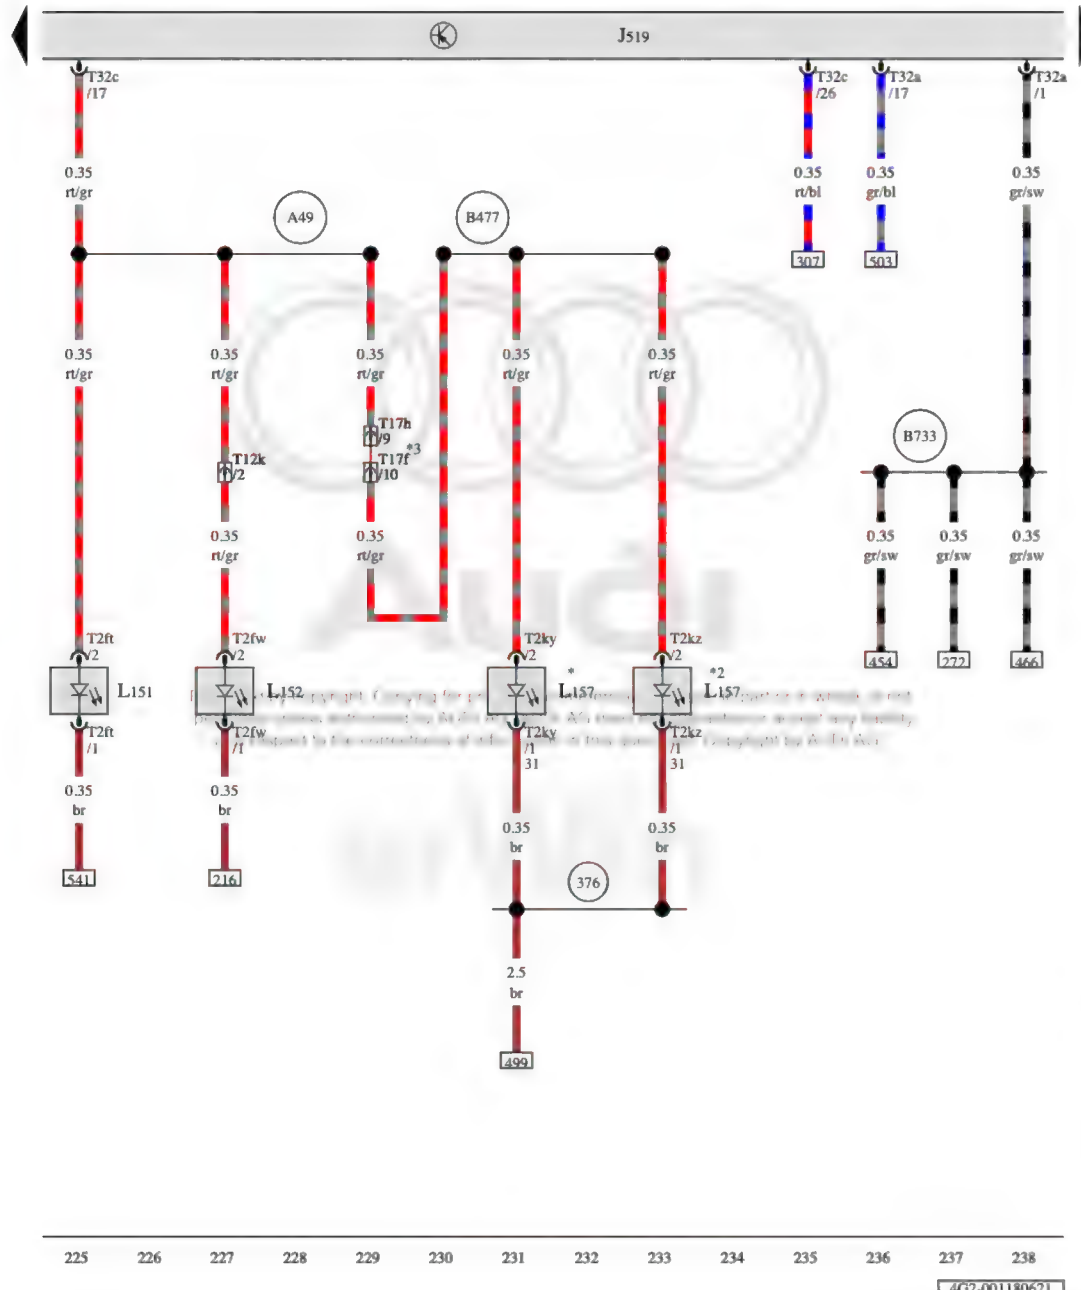 J519
T32c
/17
T32c
/26
T32a
/17
T32a
/1
0.35
rt/gr
0.35
rt/bl
0.35
gr/bl
0.35
gr/sw
A49
B477
307
503
0.35
rt/gr
0.35
rt/gr
0.35
rt/gr
0.35
rt/gr
0.35
rt/gr
T17h
/9
*3
T17f
/10
T12k
/2
B733
0.35
rt/gr
0.35
rt/gr
0.35
gr/sw
0.35
gr/sw
0.35
gr/sw
Audi
T2ft
/2
T2fw
/2
T2ky
/2
T2kz
/2
454
272
466
L151
L152
*
L157
*2
L157
T2ft
/1
T2fw
/1
T2ky
/1
31
T2kz
/1
31
0.35
br
0.35
br
0.35
br
0.35
br
541
216
376
2.5
br
499
225 226 227 228 229 230 231 232 233 234 235 236 237 238
4G2-001180621